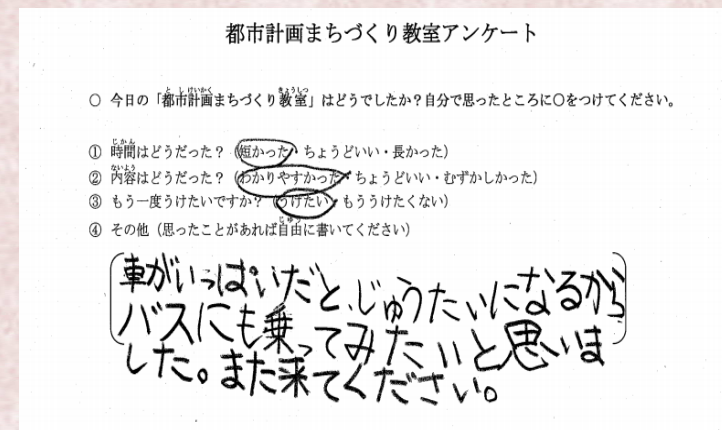 都市計画まちづくり教室アンケート
○ 今日の「都市計画まちづくり教室」はどうでしたか？自分で思ったところに○をつけてください。
① 時間はどうだった？（短かった・ちょうどいい・長かった）
② 内容はどうだった？（わかりやすかった・ちょうどいい・むずかしかった）
③ もう一度うけたいですか？（うけたい・もううけたくない）
④ その他（思ったことがあれば自由に書いてください）
車がいっぱいだと、じゅうたいになるから
バスにも乗ってみたいと思いま
した。また来てください。